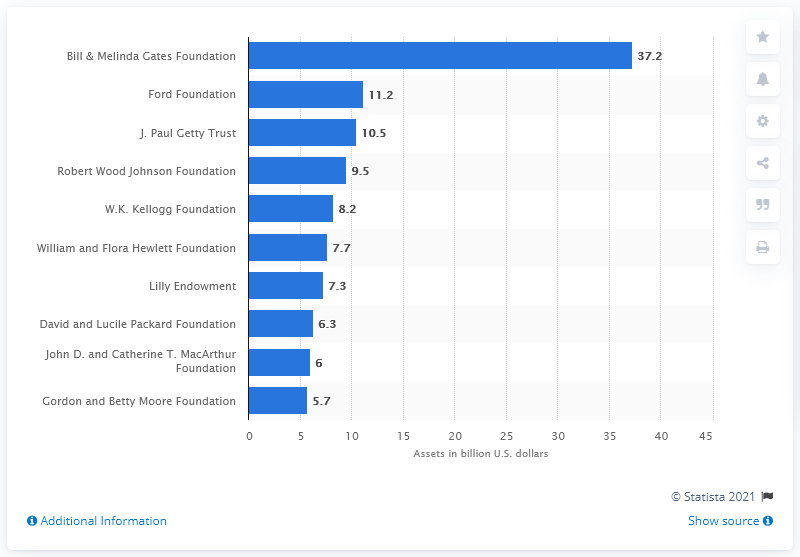 Bill & Melinda Gates Foundation 37.2
Ford Foundation 11.2
J. Paul Getty Trust 10.5
Robert Wood Johnson Foundation 9.5
W.K. Kellogg Foundation 8.2
William and Flora Hewlett Foundation 7.7
Lilly Endowment 7.3
David and Lucile Packard Foundation 6.3
John D. and Catherine T. MacArthur
Foundation 6
Gordon and Betty Moore Foundation 5.7
0 5 10 15 20 25 30 35 40 45
Assets in billion U.S. dollars
© Statista 2021
Additional Information
Show source